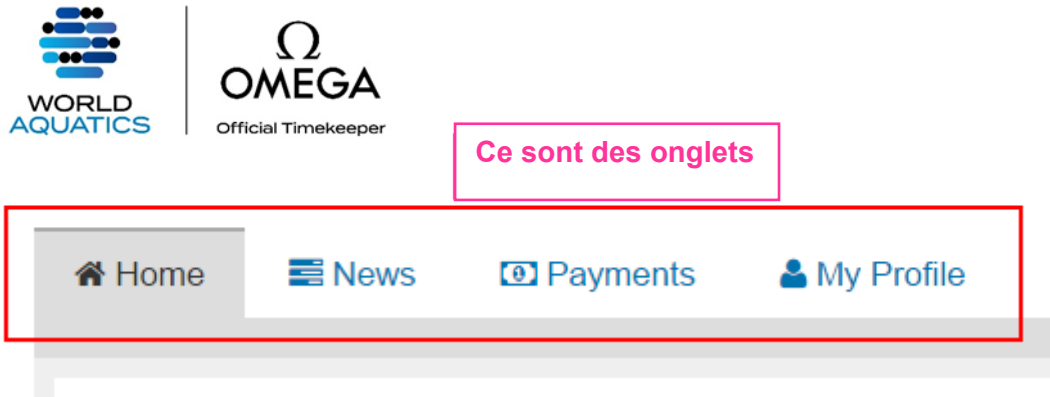 WORLD
AQUATICS
Ω
OMEGA
Official Timekeeper
Ce sont des onglets
Home News Payments My Profile